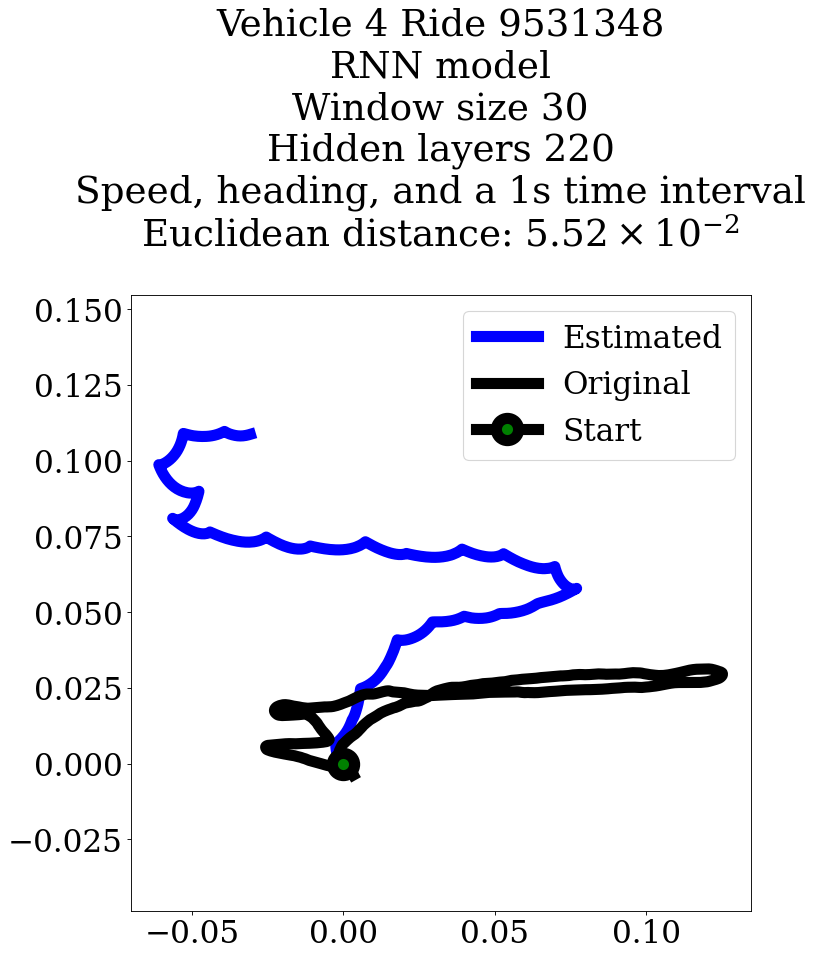 Vehicle 4 Ride 9531348
RNN model
Window size 30
Hidden layers 220
Speed, heading, and a 1s time interval
Euclidean distance: 5.52 × 10⁻²
0.150
0.125
0.100
0.075
0.050
0.025
0.000
−0.025
Estimated
Original
Start
−0.05 0.00 0.05 0.10